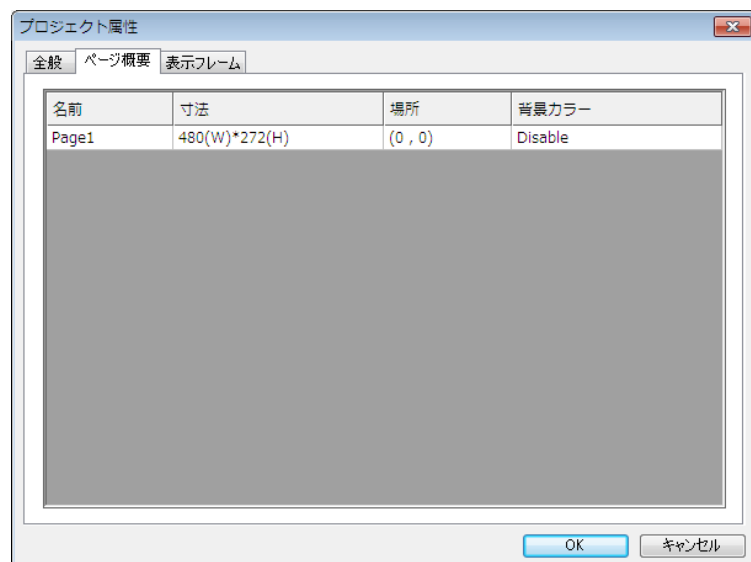 プロジェクト属性
全般 ページ概要 表示フレーム
名前 寸法 場所 背景カラー
Page1 480(W)*272(H) (0 , 0) Disable
OK キャンセル